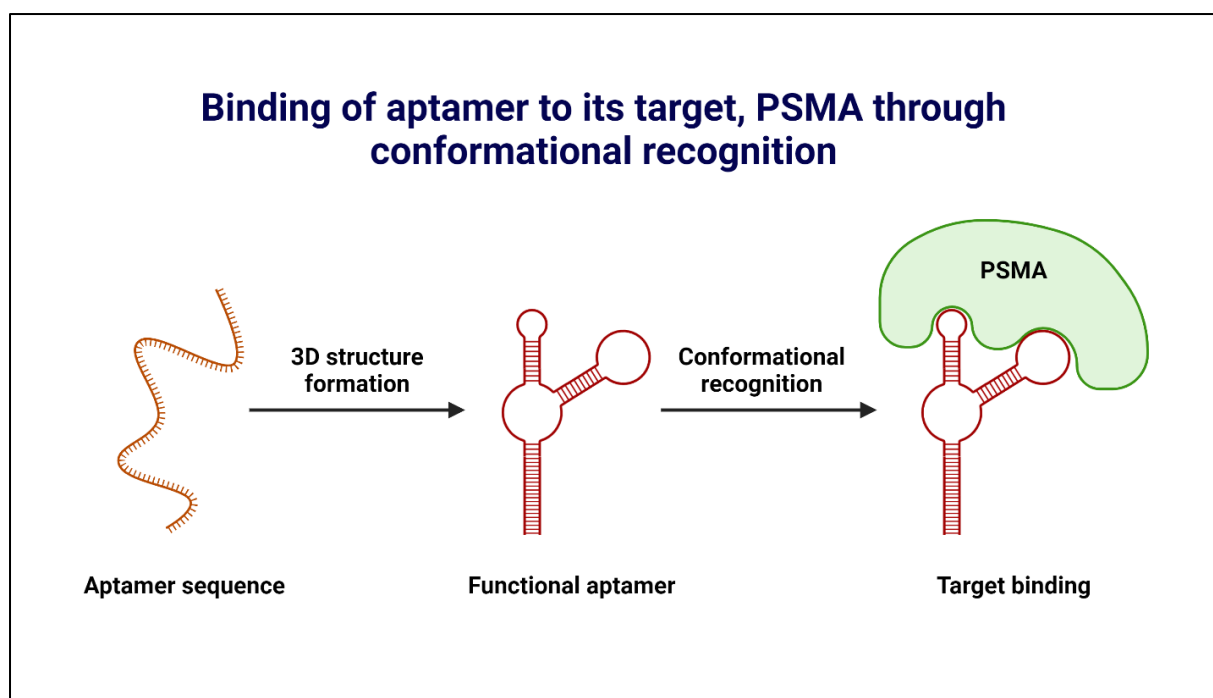 Binding of aptamer to its target, PSMA through
conformational recognition
PSMA
3D structure
formation
Conformational
recognition
Aptamer sequence
Functional aptamer
Target binding